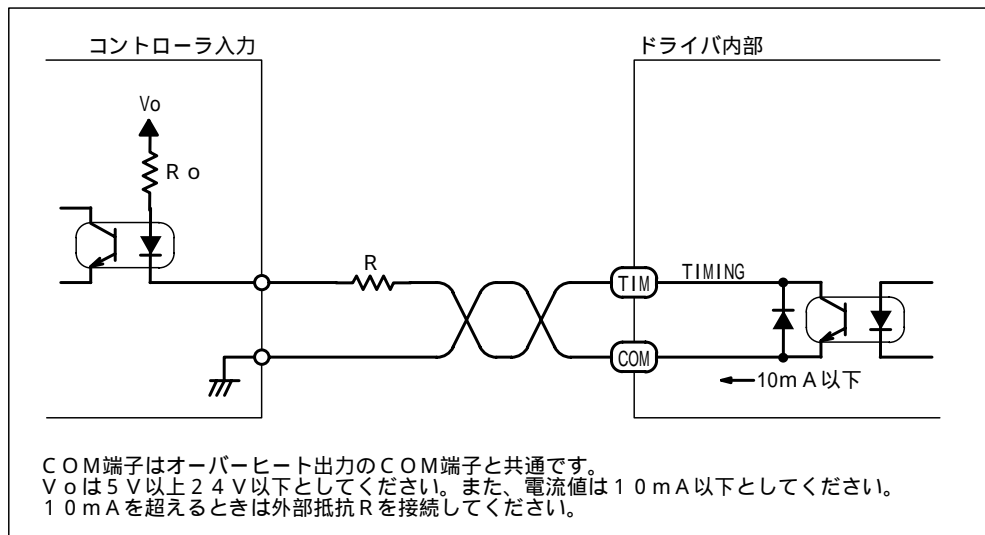 コントローラ入力
ドライバ内部
Vo
Ro
R
TIM
TIMING
COM
10mA以下
COM端子はオーバーヒート出力のCOM端子と共通です。
Voは5V以上24V以下としてください。また、電流値は10mA以下としてください。
10mAを超えるときは外部抵抗Rを接続してください。